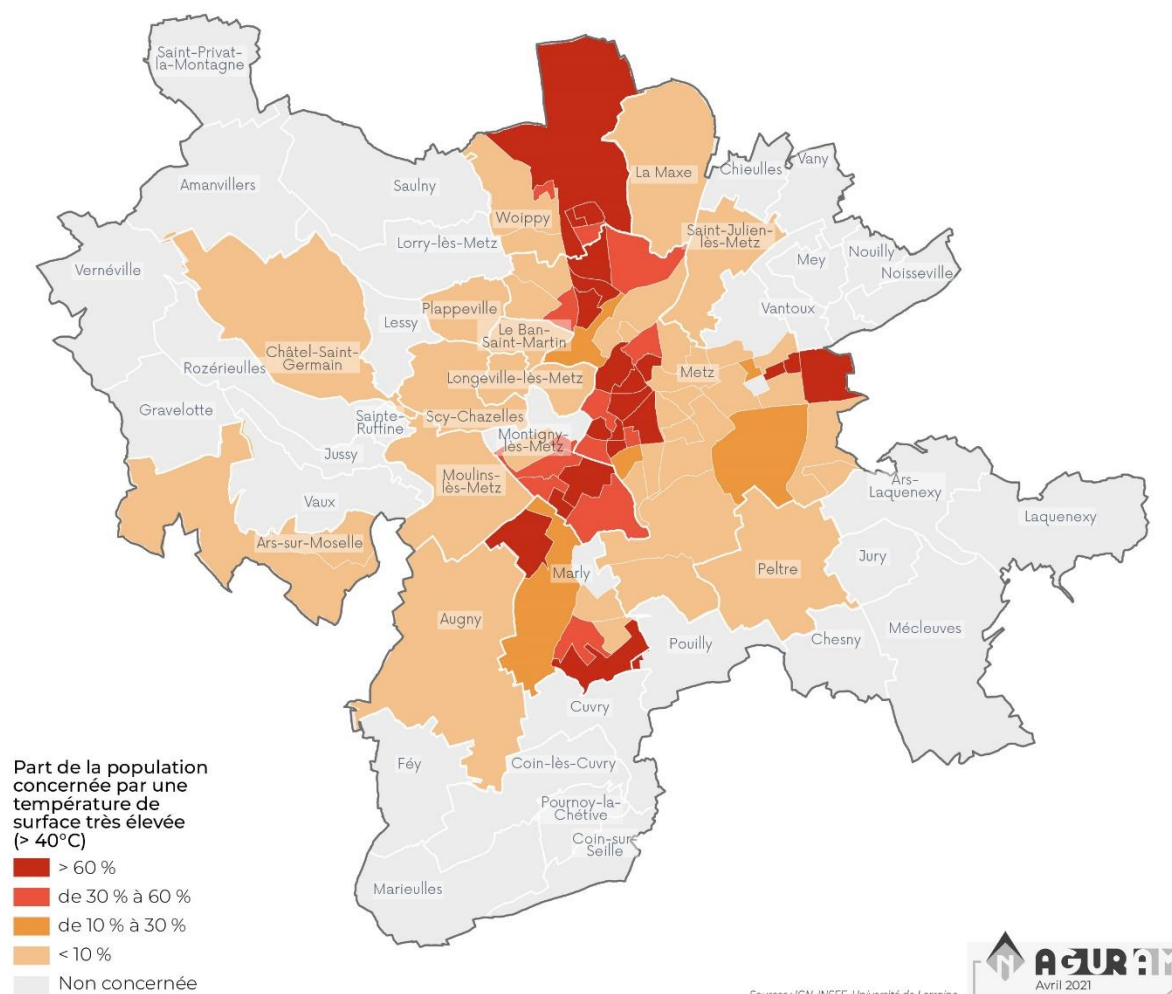 Saint-Privat-
la-Montagne
Amanvillers
Saulny
Woippy
La Maxe
Chieulles
Vany
Lorry-lès-Metz
Saint-Julien-
lès-Metz
Vernéville
Mey
Nouilly
Noisseville
Plappeville
Lessy
Vantoux
Châtel-Saint-
Germain
Le Ban-
Saint-Martin
Rozérieulles
Longeville-lès-Metz
Metz
Gravelotte
Sainte-
Ruffine
Scy-Chazelles
Montigny-
lès-Metz
Jussy
Moulins-
lès-Metz
Vaux
Ars-
Laquenexy
Laquenexy
Ars-sur-Moselle
Marly
Peltre
Jury
Augny
Pouilly
Chesny
Mécleuves
Cuvry
Féy
Coin-lès-Cuvry
Pournoy-la-
Chétive
Coin-sur-
Seille
Marieulles
Part de la population
concernée par une
température de
surface très élevée
(> 40°C)
> 60 %
de 30 % à 60 %
de 10 % à 30 %
< 10 %
Non concernée
N
AGURAM
Avril 2021